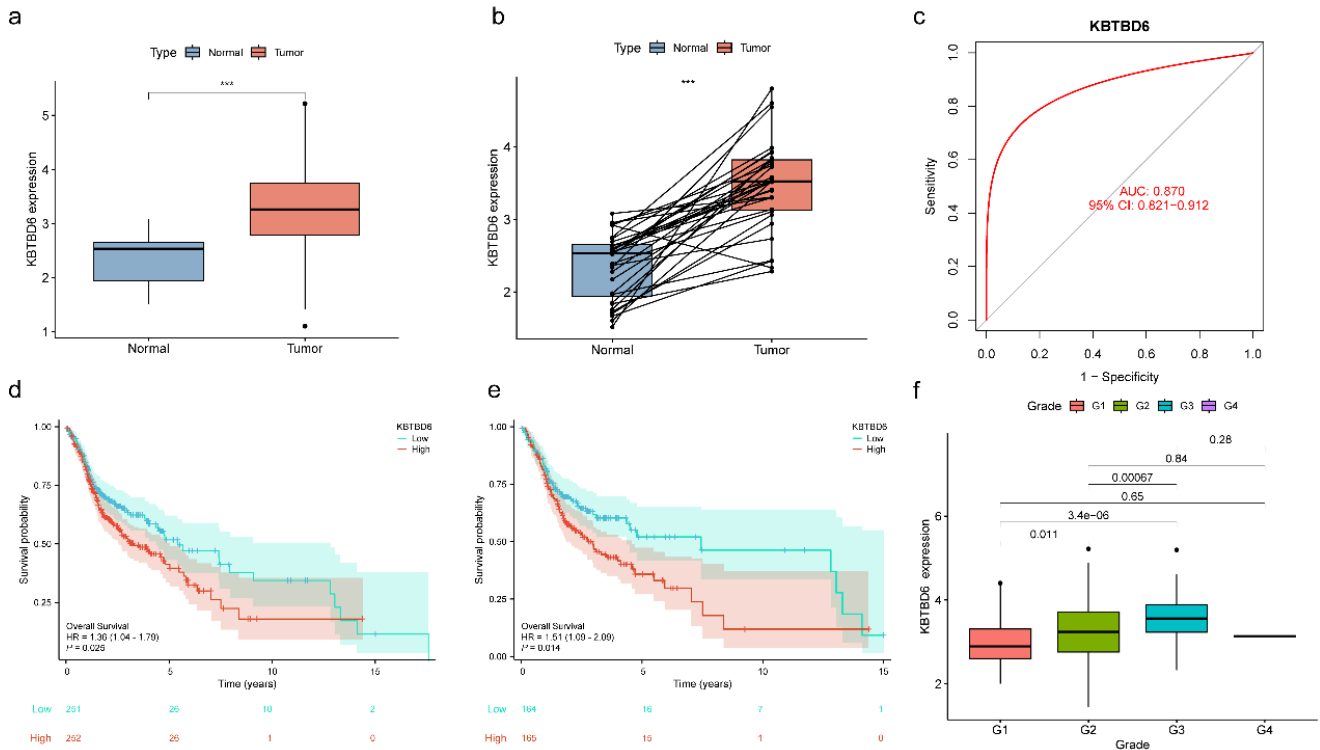 a
Type Normal Tumor
***
KBTBD6 expression
5
4
3
2
1
Normal Tumor
b
Type Normal Tumor
***
KBTBD6 expression
4
3
2
Normal Tumor
c
KBTBD6
Sensitivity
1.0
0.8
0.6
0.4
0.2
0.0
AUC: 0.870
95% CI: 0.821–0.912
0.0 0.2 0.4 0.6 0.8 1.0
1 – Specificity
d
KBTBD6
Low
High
Survival probability
1.00
0.75
0.50
0.25
Overall Survival
HR = 1.36 (1.04 - 1.79)
P = 0.025
0 5 10 15
Time (years)
Low 251 26 10 2
High 252 26 1 0
e
KBTBD6
Low
High
Survival probability
1.00
0.75
0.50
0.25
0.00
Overall Survival
HR = 1.51 (1.09 - 2.09)
P = 0.014
0 5 10 15
Time (years)
Low 164 16 7 1
High 165 15 1 0
f
Grade G1 G2 G3 G4
0.28
0.84
0.00067
0.65
3.4e-06
0.011
KBTBD6 expression
6
4
2
G1 G2 G3 G4
Grade